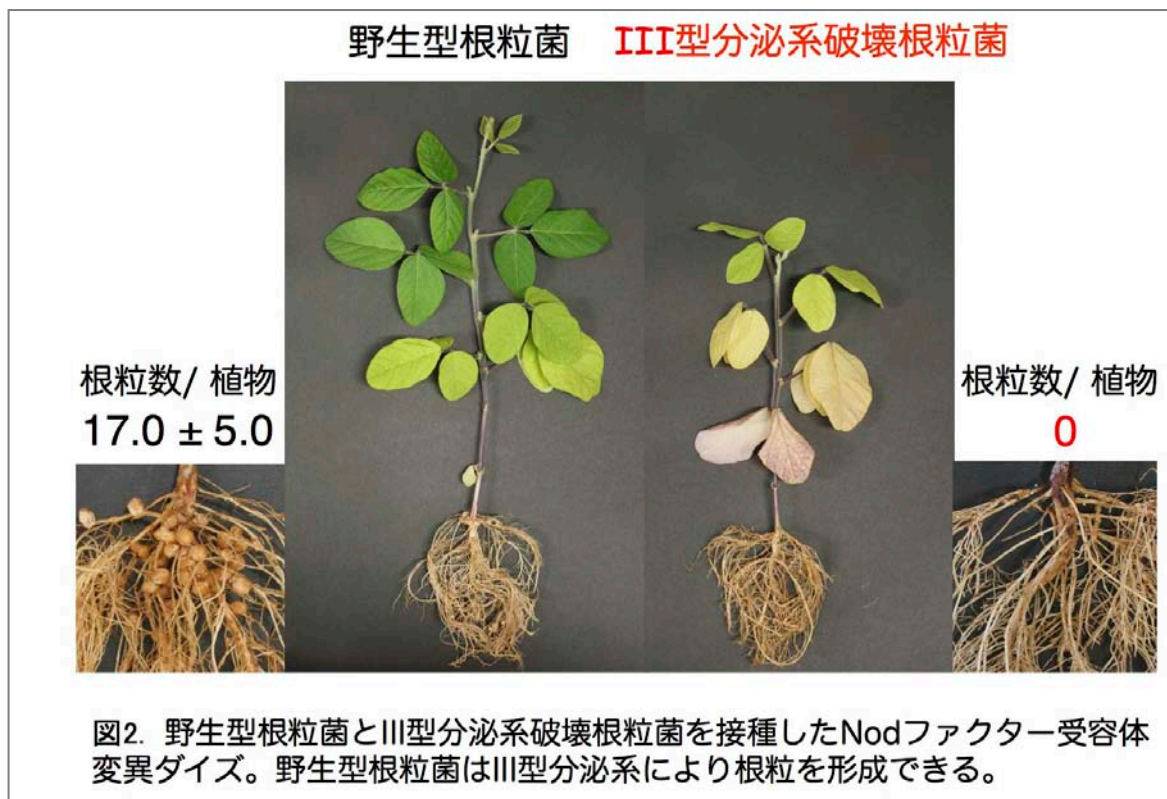 野生型根粒菌 III型分泌系破壊根粒菌
根粒数/ 植物
17.0 ± 5.0
根粒数/ 植物
0
図2. 野生型根粒菌とIII型分泌系破壊根粒菌を接種したNodファクター受容体
変異ダイズ。野生型根粒菌はIII型分泌系により根粒を形成できる。